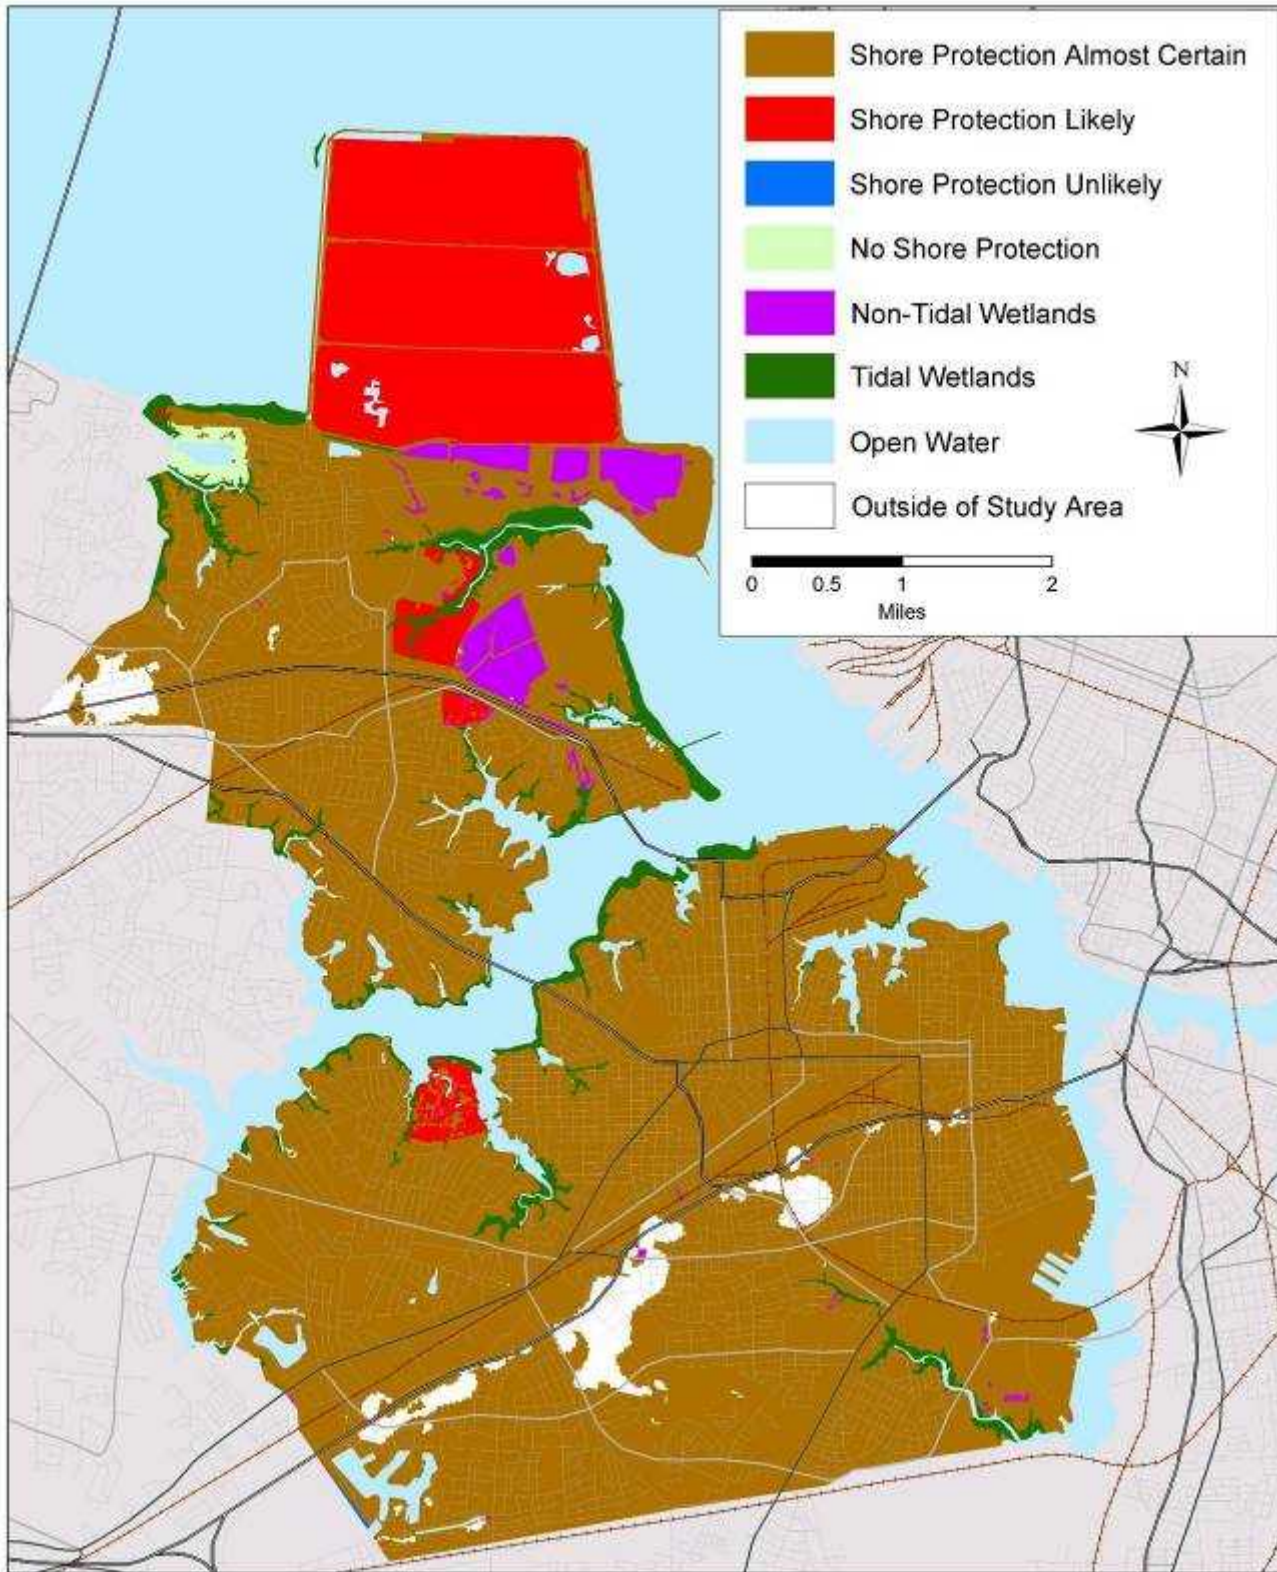 Shore Protection Almost Certain
Shore Protection Likely
Shore Protection Unlikely
No Shore Protection
Non-Tidal Wetlands
Tidal Wetlands
Open Water
Outside of Study Area
N
0 0.5 1 2
Miles